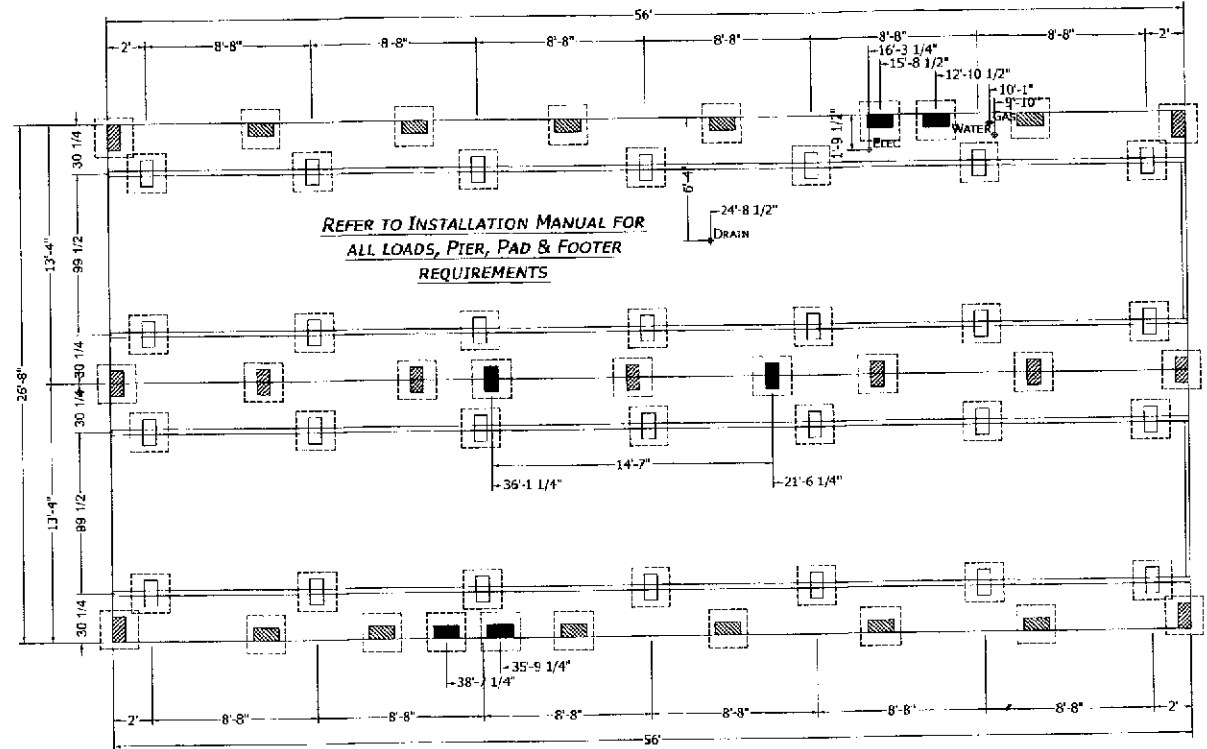 56'
2' 8'-8" 8'-8" 8'-8" 8'-8" 8'-8" 8'-8" 2'
16'-3 1/4"
15'-8 1/2"
12'-10 1/2"
10'-1"
9'-10"
GAS
WATER
ELEC
1'-9 1/2"
6'-4"
24'-8 1/2"
DRAIN
REFER TO INSTALLATION MANUAL FOR
ALL LOADS, PIER, PAD & FOOTER
REQUIREMENTS
30 1/4
99 1/2
30 1/4
30 1/4
99 1/2
30 1/4
13'-4"
13'-4"
26'-8"
14'-7"
36'-1 1/4"
21'-6 1/4"
35'-9 1/4"
38'-7 1/4"
2' 8'-8" 8'-8" 8'-8" 8'-8" 8'-8" 8'-8" 2'
56'